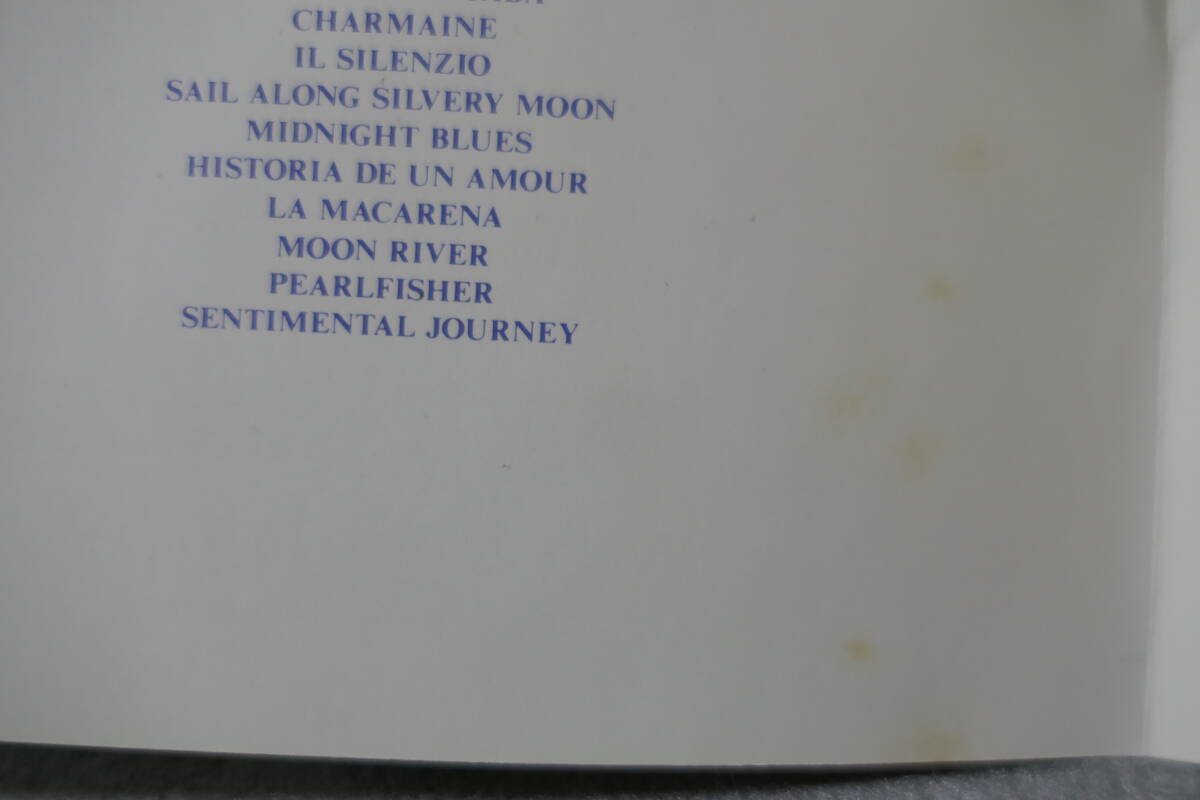 CHARMAINE
IL SILENZIO
SAIL ALONG SILVERY MOON
MIDNIGHT BLUES
HISTORIA DE UN AMOUR
LA MACARENA
MOON RIVER
PEARLFISHER
SENTIMENTAL JOURNEY